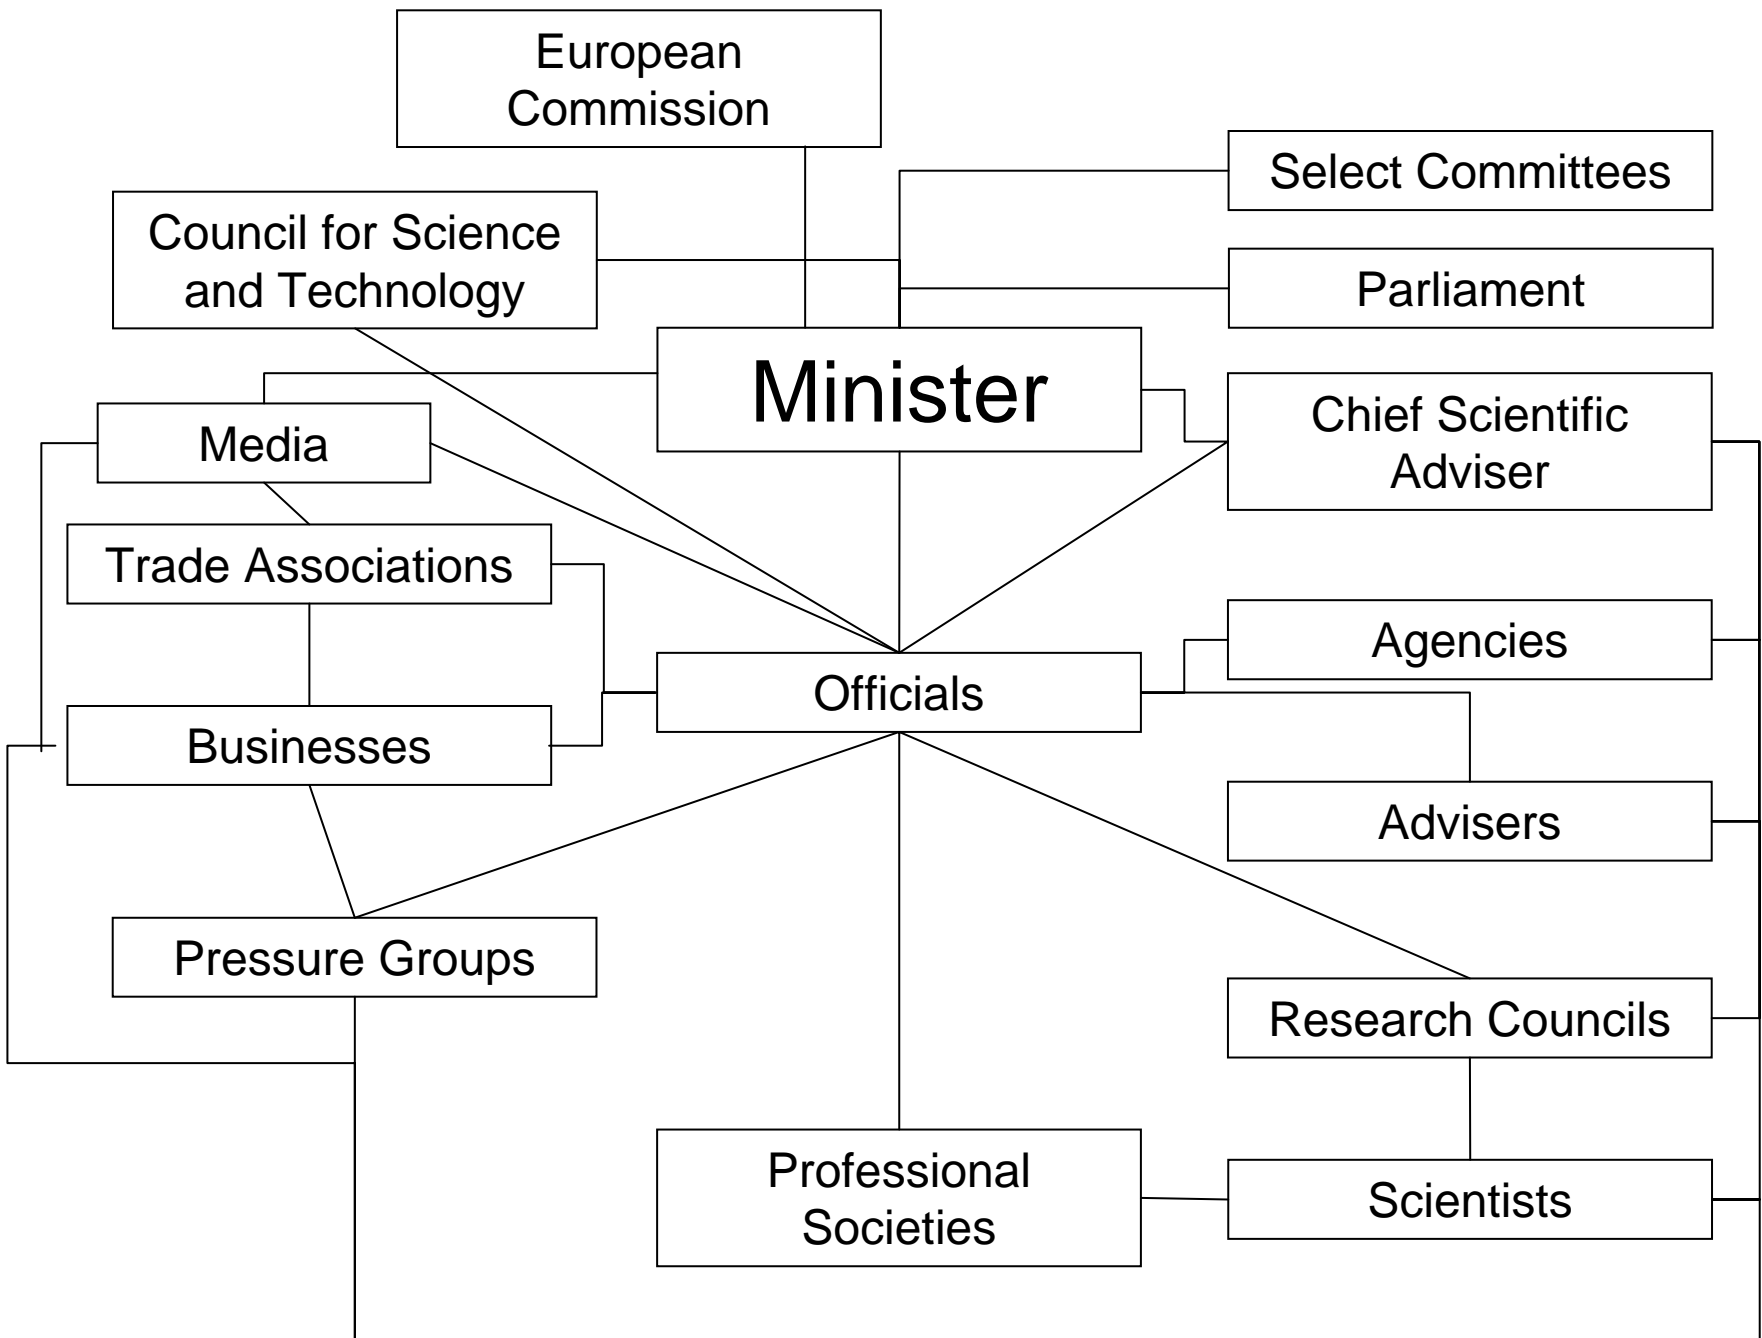 European
Commission
Select Committees
Council for Science
and Technology
Parliament
Minister
Chief Scientific
Adviser
Media
Trade Associations
Agencies
Officials
Businesses
Advisers
Pressure Groups
Research Councils
Professional
Societies
Scientists